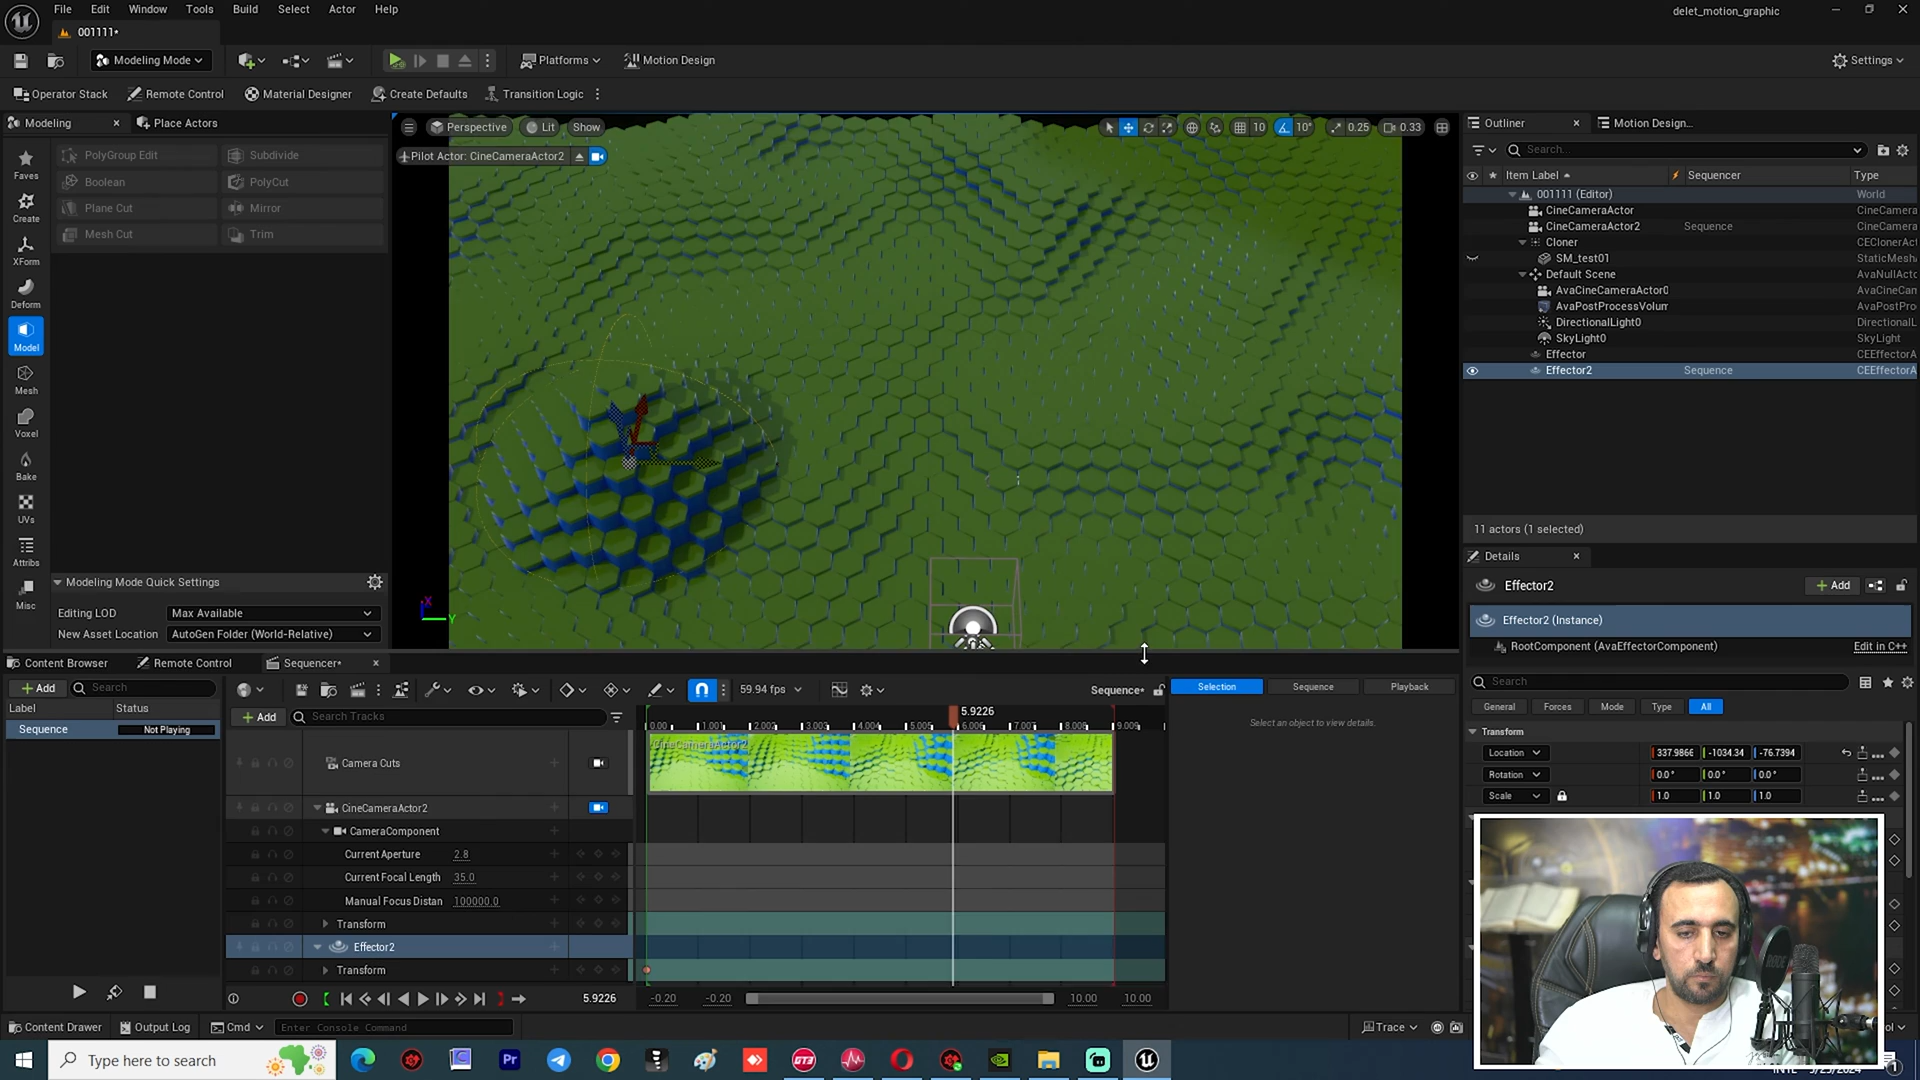 File Edit Window Tools Build Select Actor Help
delet_motion_graphic
001111*
Modeling Mode
Platforms
Motion Design
Settings
Operator Stack Remote Control Material Designer Create Defaults Transition Logic
Modeling
Place Actors
Perspective Lit Show
10 10° 0.25 0.33
Pilot Actor: CineCameraActor2
Faves
Create
XForm
Deform
Model
Mesh
Voxel
Bake
UVs
Attribs
Misc
PolyGroup Edit Subdivide
Boolean PolyCut
Plane Cut Mirror
Mesh Cut Trim
Modeling Mode Quick Settings
Editing LOD Max Available
New Asset Location AutoGen Folder (World-Relative)
X
Y
Outliner
Motion Design...
Search...
Item Label Sequencer Type
001111 (Editor) World
CineCameraActor CineCamera
CineCameraActor2 Sequence CineCamera
Cloner CEClonerAct
SM_test01 StaticMesh
Default Scene AvaNullActo
AvaCineCameraActor0 AvaCineCam
AvaPostProcessVolum AvaPostPro
DirectionalLight0 DirectionalL
SkyLight0 SkyLight
Effector CEEffectorA
Effector2 Sequence CEEffectorA
11 actors (1 selected)
Details
Effector2
Add
Effector2 (Instance)
RootComponent (AvaEffectorComponent) Edit in C++
Search
General Forces Mode Type All
Transform
Location 337.9866 -1034.34 -76.7394
Rotation 0.0° 0.0° 0.0°
Scale 1.0 1.0 1.0
Content Browser
Remote Control
Sequencer*
Add Search
Label Status
Sequence Not Playing
59.94 fps
Sequence*
Add Search Tracks
5.9226
Camera Cuts
CineCameraActor2
CineCameraActor2
CameraComponent
Current Aperture 2.8
Current Focal Length 35.0
Manual Focus Distan 100000.0
Transform
Effector2
Transform
5.9226
-0.20 -0.20 10.00 10.00
Selection Sequence Playback
Select an object to view details.
Content Drawer Output Log Cmd Enter Console Command
Trace
Type here to search
Pr
RODE